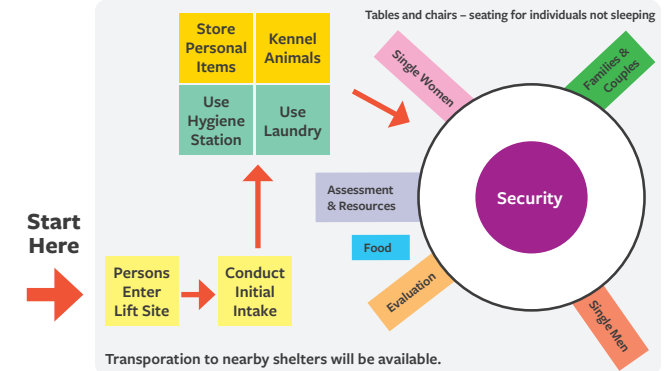 Tables and chairs – seating for individuals not sleeping
Store
Personal
Items
Kennel
Animals
Use
Hygiene
Station
Use
Laundry
Single Women
Families &
Couples
Assessment
& Resources
Security
Food
Evaluation
Single Men
Start
Here
Persons
Enter
Lift Site
Conduct
Initial
Intake
Transporation to nearby shelters will be available.